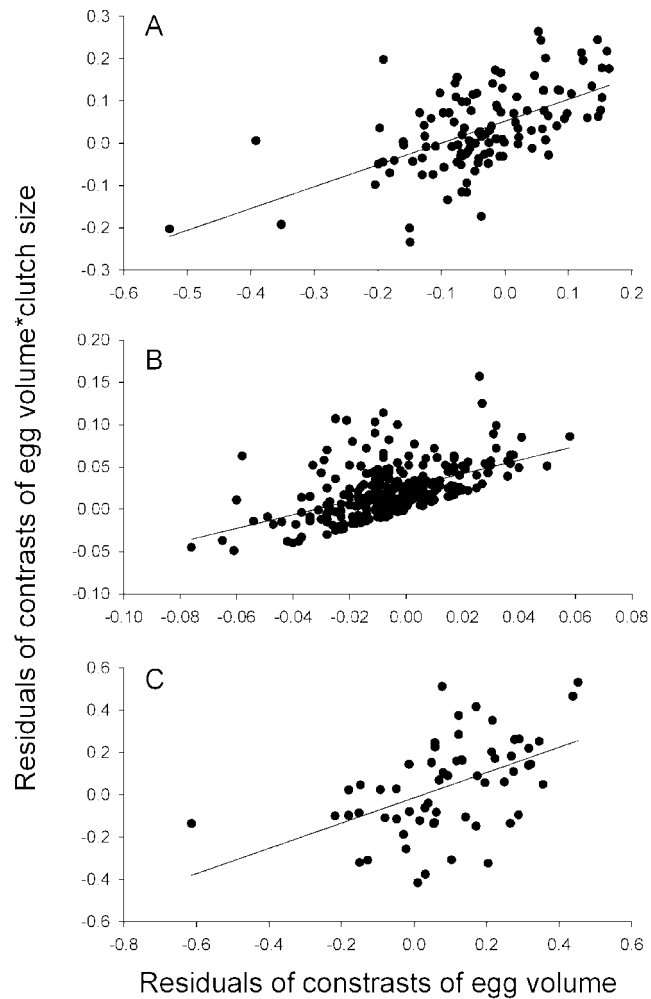 A
0.3
0.2
0.1
0.0
-0.1
-0.2
-0.3
-0.6 -0.5 -0.4 -0.3 -0.2 -0.1 0.0 0.1 0.2
B
0.20
0.15
0.10
0.05
0.00
-0.05
-0.10
-0.10 -0.08 -0.06 -0.04 -0.02 0.00 0.02 0.04 0.06 0.08
C
0.6
0.4
0.2
0.0
-0.2
-0.4
-0.6
-0.8 -0.6 -0.4 -0.2 0.0 0.2 0.4 0.6
Residuals of contrasts of egg volume*clutch size
Residuals of constrasts of egg volume